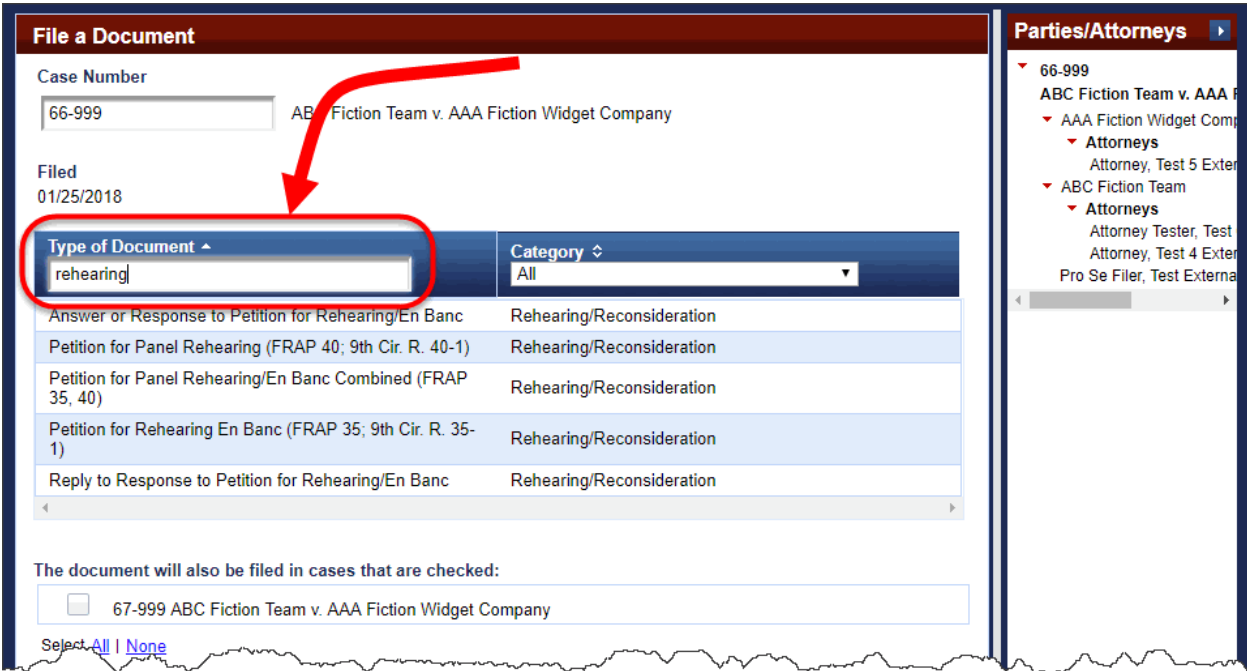 File a Document
Case Number
66-999
ABC Fiction Team v. AAA Fiction Widget Company
Filed
01/25/2018
Type of Document
rehearing
Category
All
Answer or Response to Petition for Rehearing/En Banc Rehearing/Reconsideration
Petition for Panel Rehearing (FRAP 40; 9th Cir. R. 40-1) Rehearing/Reconsideration
Petition for Panel Rehearing/En Banc Combined (FRAP
35, 40)
Rehearing/Reconsideration
Petition for Rehearing En Banc (FRAP 35; 9th Cir. R. 35-
1)
Rehearing/Reconsideration
Reply to Response to Petition for Rehearing/En Banc Rehearing/Reconsideration
The document will also be filed in cases that are checked:
67-999 ABC Fiction Team v. AAA Fiction Widget Company
Select All | None
Parties/Attorneys
66-999
ABC Fiction Team v. AAA F
AAA Fiction Widget Comp
Attorneys
Attorney, Test 5 Exter
ABC Fiction Team
Attorneys
Attorney Tester, Test
Attorney, Test 4 Exter
Pro Se Filer, Test Externa